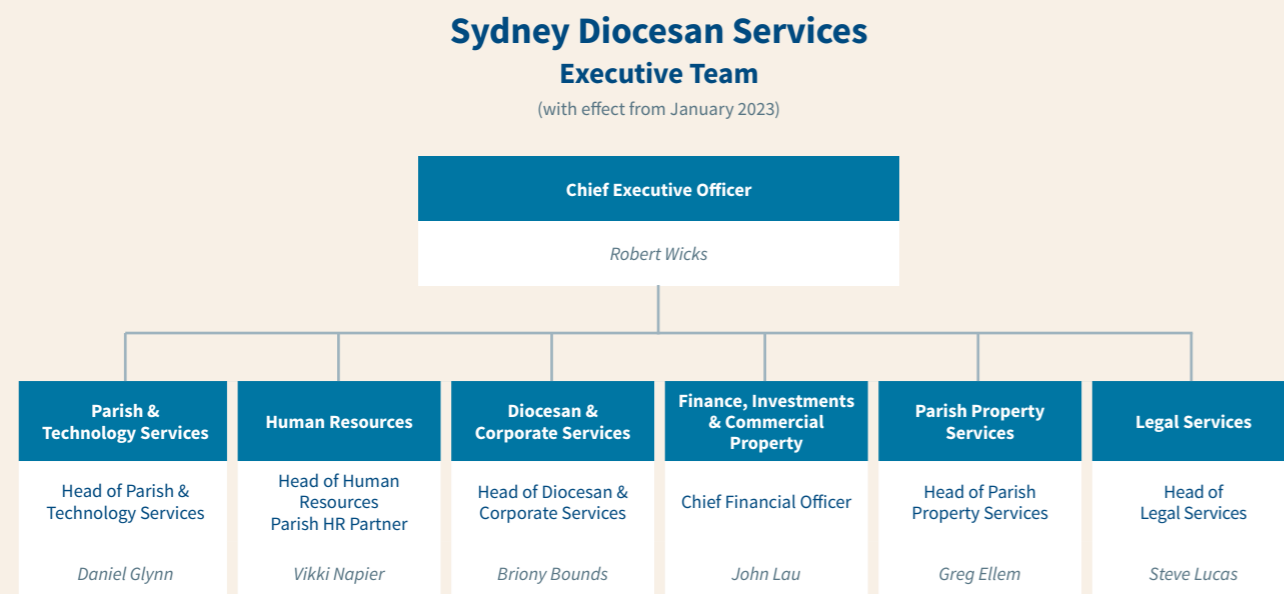 Sydney Diocesan Services
Executive Team
(with effect from January 2023)
Chief Executive Officer
Robert Wicks
Parish &
Technology Services
Head of Parish &
Technology Services
Daniel Glynn
Human Resources
Head of Human
Resources
Parish HR Partner
Vikki Napier
Diocesan &
Corporate Services
Head of Diocesan &
Corporate Services
Briony Bounds
Finance, Investments
& Commercial
Property
Chief Financial Officer
John Lau
Parish Property
Services
Head of Parish
Property Services
Greg Ellem
Legal Services
Head of
Legal Services
Steve Lucas